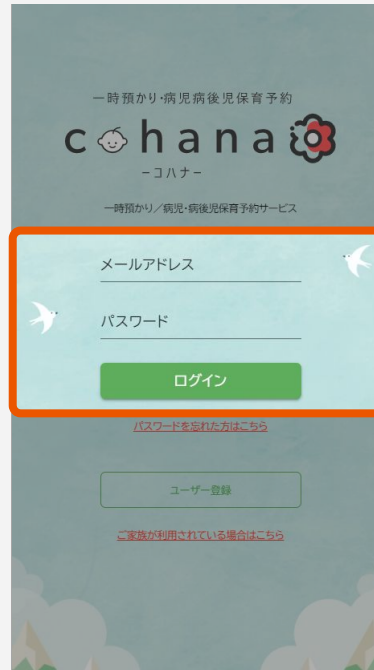 一時預かり・病児病後児保育予約
cohana
－コハナ－
一時預かり／病児・病後児保育予約サービス
メールアドレス
パスワード
ログイン
パスワードを忘れた方はこちら
ユーザー登録
ご家族が利用されている場合はこちら